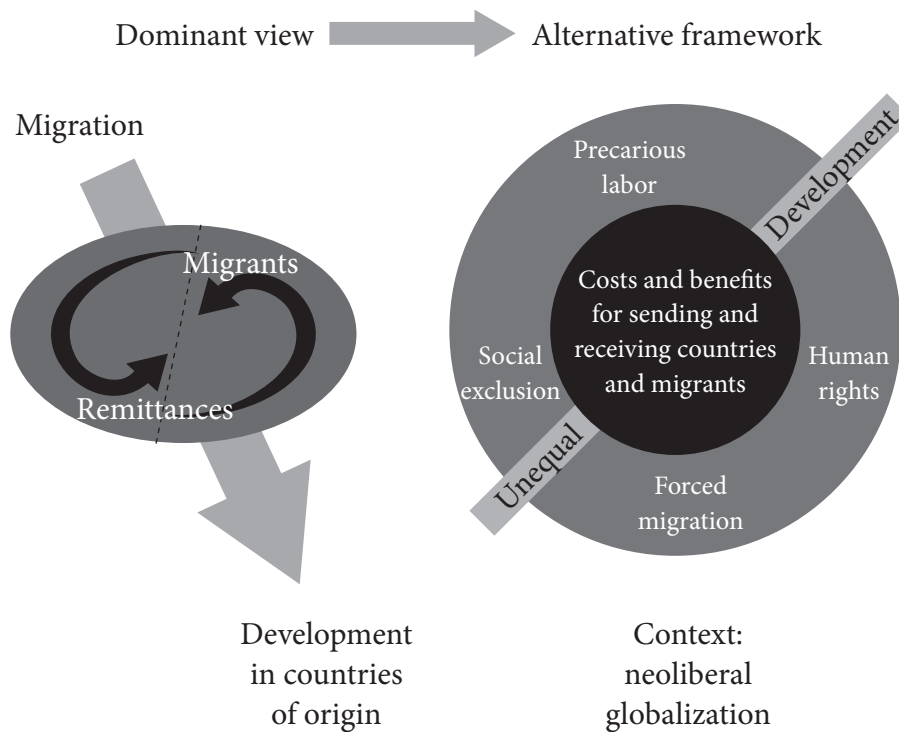 Dominant view
Alternative framework
Migration
Migrants
Remittances
Development
in countries
of origin
Precarious
labor
Development
Costs and benefits
for sending and
receiving countries
and migrants
Social
exclusion
Human
rights
Unequal
Forced
migration
Context:
neoliberal
globalization